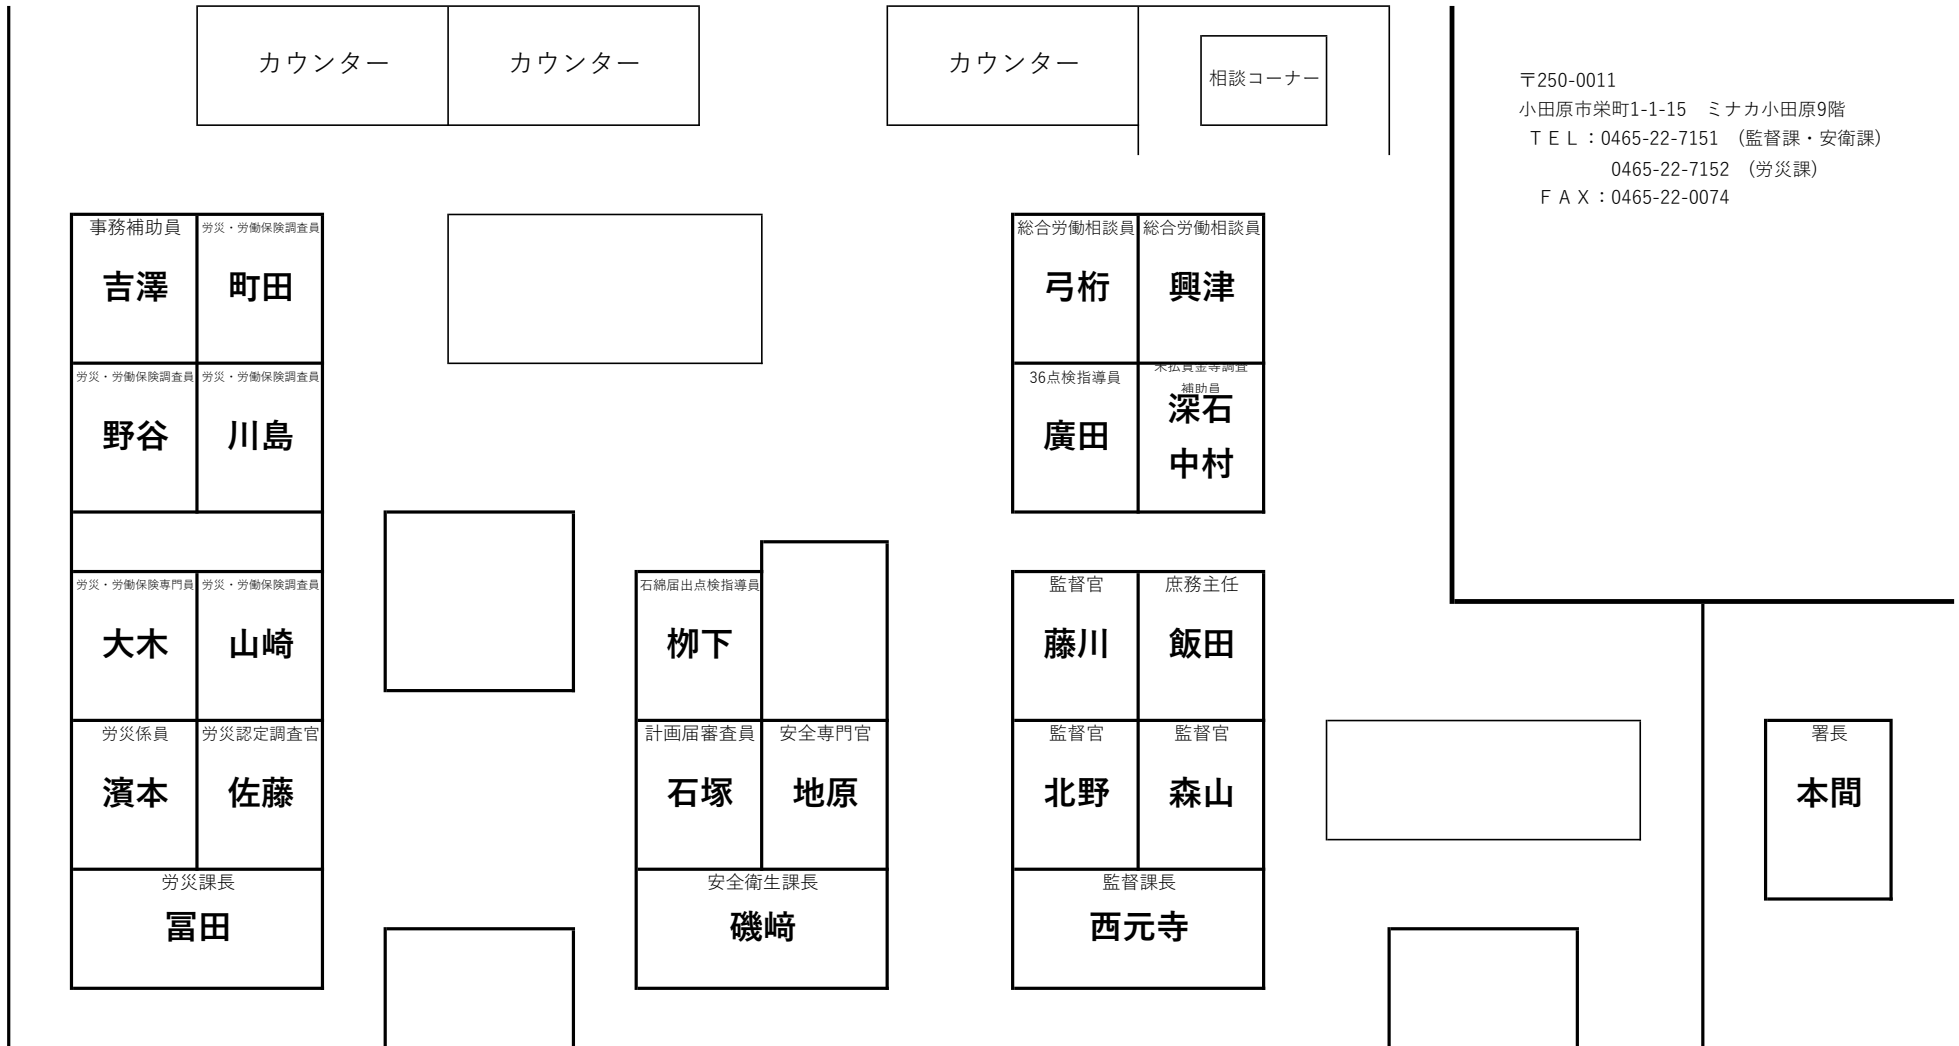 カウンター
カウンター
カウンター
相談コーナー
〒250-0011
小田原市栄町1-1-15　ミナカ小田原9階
ＴＥＬ：0465-22-7151　(監督課・安衛課)
0465-22-7152　(労災課)
ＦＡＸ：0465-22-0074
事務補助員
吉澤
労災・労働保険調査員
町田
労災・労働保険調査員
野谷
労災・労働保険調査員
川島
総合労働相談員
弓桁
総合労働相談員
興津
36点検指導員
廣田
未払賃金等調査
補助員
深石
中村
労災・労働保険専門員
大木
労災・労働保険調査員
山崎
労災係員
濱本
労災認定調査官
佐藤
労災課長
冨田
石綿届出点検指導員
栁下
計画届審査員
石塚
安全専門官
地原
安全衛生課長
磯﨑
監督官
藤川
庶務主任
飯田
監督官
北野
監督官
森山
監督課長
西元寺
署長
本間